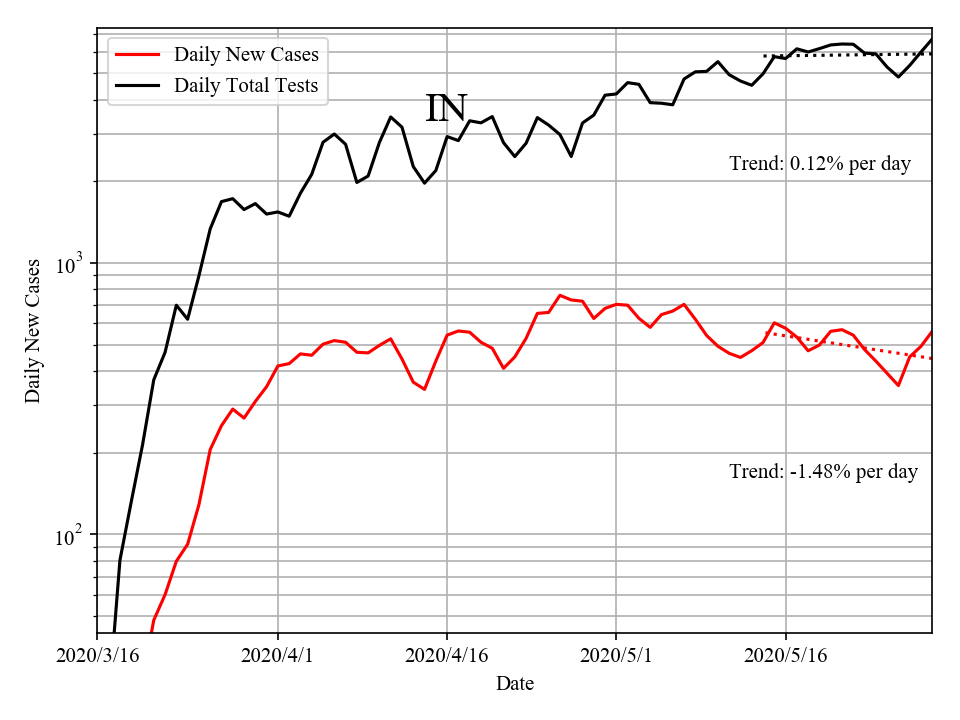 Daily New Cases
Daily Total Tests
IN
Trend: 0.12% per day
10³
Daily New Cases
Trend: -1.48% per day
10²
2020/3/16
2020/4/1
2020/4/16
2020/5/1
2020/5/16
Date